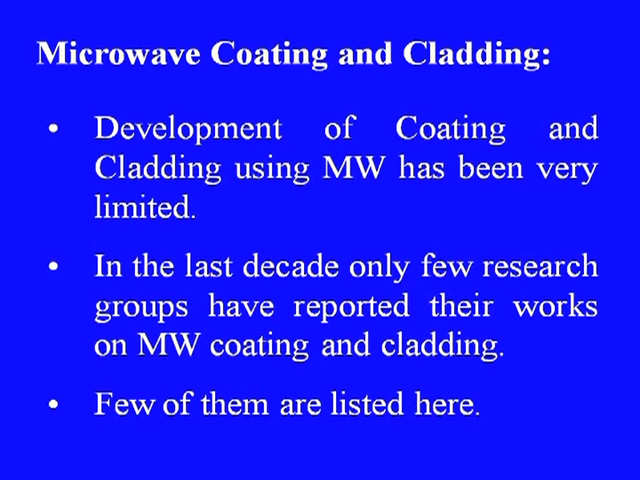 Microwave Coating and Cladding:
• Development of Coating and
Cladding using MW has been very
limited.
• In the last decade only few research
groups have reported their works
on MW coating and cladding.
• Few of them are listed here.